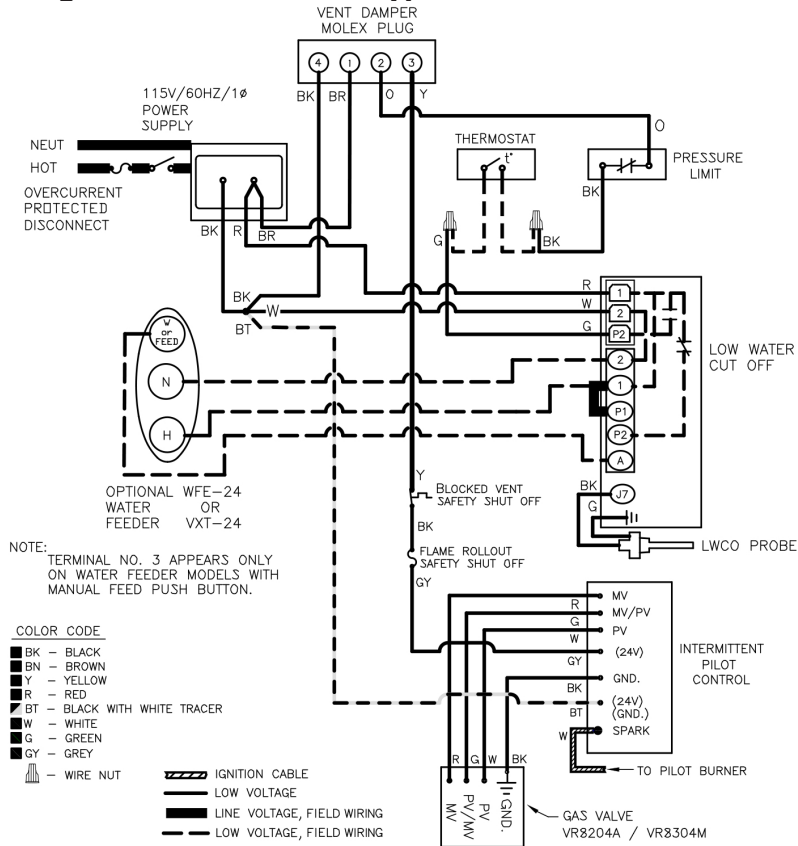 VENT DAMPER
MOLEX PLUG
4 1 2 3
BK BR O Y
115V/60HZ/1ø
POWER
SUPPLY
NEUT
HOT
OVERCURRENT
PROTECTED
DISCONNECT
THERMOSTAT
t°
O
PRESSURE
LIMIT
BK
G
BK
BK R BR
BK
W
BT
R
W
G
1
2
P2
2
1
P1
P2
A
J7
BK
G
LOW WATER
CUT OFF
LWCO PROBE
W
or
FEED
N
H
OPTIONAL WFE-24
WATER OR
FEEDER VXT-24
Y
BLOCKED VENT
SAFETY SHUT OFF
BK
FLAME ROLLOUT
SAFETY SHUT OFF
GY
NOTE:
TERMINAL NO. 3 APPEARS ONLY
ON WATER FEEDER MODELS WITH
MANUAL FEED PUSH BUTTON.
COLOR CODE
BK - BLACK
BN - BROWN
Y - YELLOW
R - RED
BT - BLACK WITH WHITE TRACER
W - WHITE
G - GREEN
GY - GREY
- WIRE NUT
IGNITION CABLE
LOW VOLTAGE
LINE VOLTAGE, FIELD WIRING
LOW VOLTAGE, FIELD WIRING
R
G
W
GY
BK
BT
W
MV
MV/PV
PV
(24V)
GND.
(24V)
(GND.)
SPARK
INTERMITTENT
PILOT
CONTROL
TO PILOT BURNER
R G W BK
MV
PV/MV
PV
GND.
GAS VALVE
VR8204A / VR8304M